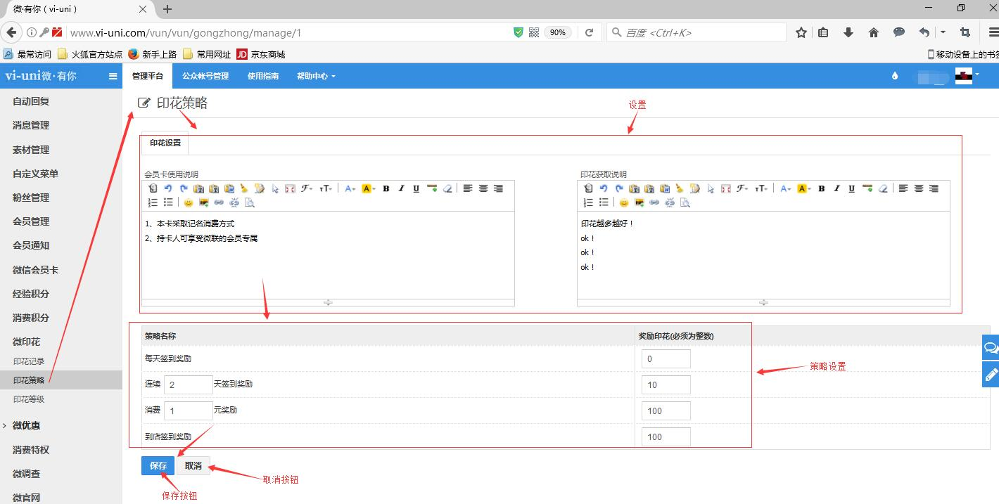 微·有你（vi-uni）
www.vi-uni.com/vun/vun/gongzhong/manage/1
90%
百度 <Ctrl+K>
最常访问
火狐官方站点
新手上路
常用网址
JD
京东商城
移动设备上的书签
vi-uni微·有你
管理平台
公众帐号管理
使用指南
帮助中心
自动回复
消息管理
素材管理
自定义菜单
粉丝管理
会员管理
会员通知
微信会员卡
经验积分
消费积分
微印花
印花记录
印花策略
印花等级
微优惠
消费特权
微调查
微官网
印花策略
设置
印花设置
会员卡使用说明
1、本卡采取记名消费方式
2、持卡人可享受微联的会员专属
印花获取说明
印花越多越好！
ok！
ok！
ok！
策略名称
奖励印花(必须为整数)
每天签到奖励
0
连续 2 天签到奖励
10
消费 1 元奖励
100
到店签到奖励
100
策略设置
保存
取消
取消按钮
保存按钮